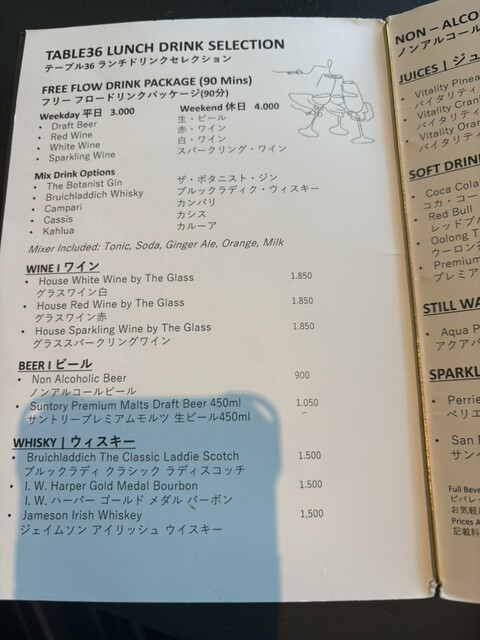 TABLE36 LUNCH DRINK SELECTION
テーブル36 ランチドリンクセレクション
FREE FLOW DRINK PACKAGE (90 Mins)
フリー フロードリンクパッケージ(90分)
Weekday 平日 3.000 Weekend 休日 4.000
• Draft Beer 生・ビール
• Red Wine 赤・ワイン
• White Wine 白・ワイン
• Sparkling Wine スパークリング・ワイン
Mix Drink Options
• The Botanist Gin ザ・ボタニスト・ジン
• Bruichladdich Whisky ブルックラディク・ウィスキー
• Campari カンパリ
• Cassis カシス
• Kahlua カルーア
Mixer Included: Tonic, Soda, Ginger Ale, Orange, Milk
WINE | ワイン
• House White Wine by The Glass 1.850
グラスワイン白
• House Red Wine by The Glass 1.850
グラスワイン赤
• House Sparkling Wine by The Glass 1.850
グラススパークリングワイン
BEER | ビール
• Non Alcoholic Beer 900
ノンアルコールビール
• Suntory Premium Malts Draft Beer 450ml 1.050
サントリープレミアムモルツ 生ビール450ml
WHISKY | ウィスキー
• Bruichladdich The Classic Laddie Scotch 1.500
ブルックラディ クラシック ラディスコッチ
• I. W. Harper Gold Medal Bourbon 1.500
I. W. ハーパー ゴールド メダル バーボン
• Jameson Irish Whiskey 1,500
ジェイムソン アイリッシュ ウイスキー
NON – ALCO
ノンアルコール
JUICES | ジュ
• Vitality Pinea
バイタリティ
• Vitality Cran
バイタリティ
• Vitality Oran
バイタリティ
SOFT DRIN
• Coca Cola
コカ・コー
• Red Bull
レッドブル
• Oolong T
ウーロン
• Premium
プレミア
STILL WA
• Aqua P
アクアパ
SPARKL
• Perrie
ペリエ
• San
サン
Full Beve
ビバレッ
お気軽
Prices A
記載料